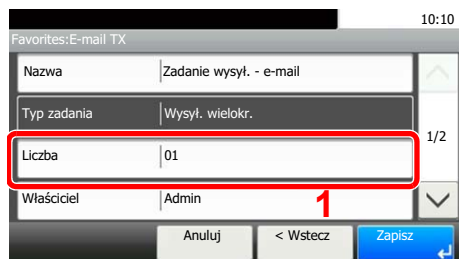 10:10
Favorites:E-mail TX
Nazwa Zadanie wysył. - e-mail
Typ zadania Wysył. wielokr.
1/2
Liczba 01
Właściciel Admin
1
Anuluj < Wstecz Zapisz